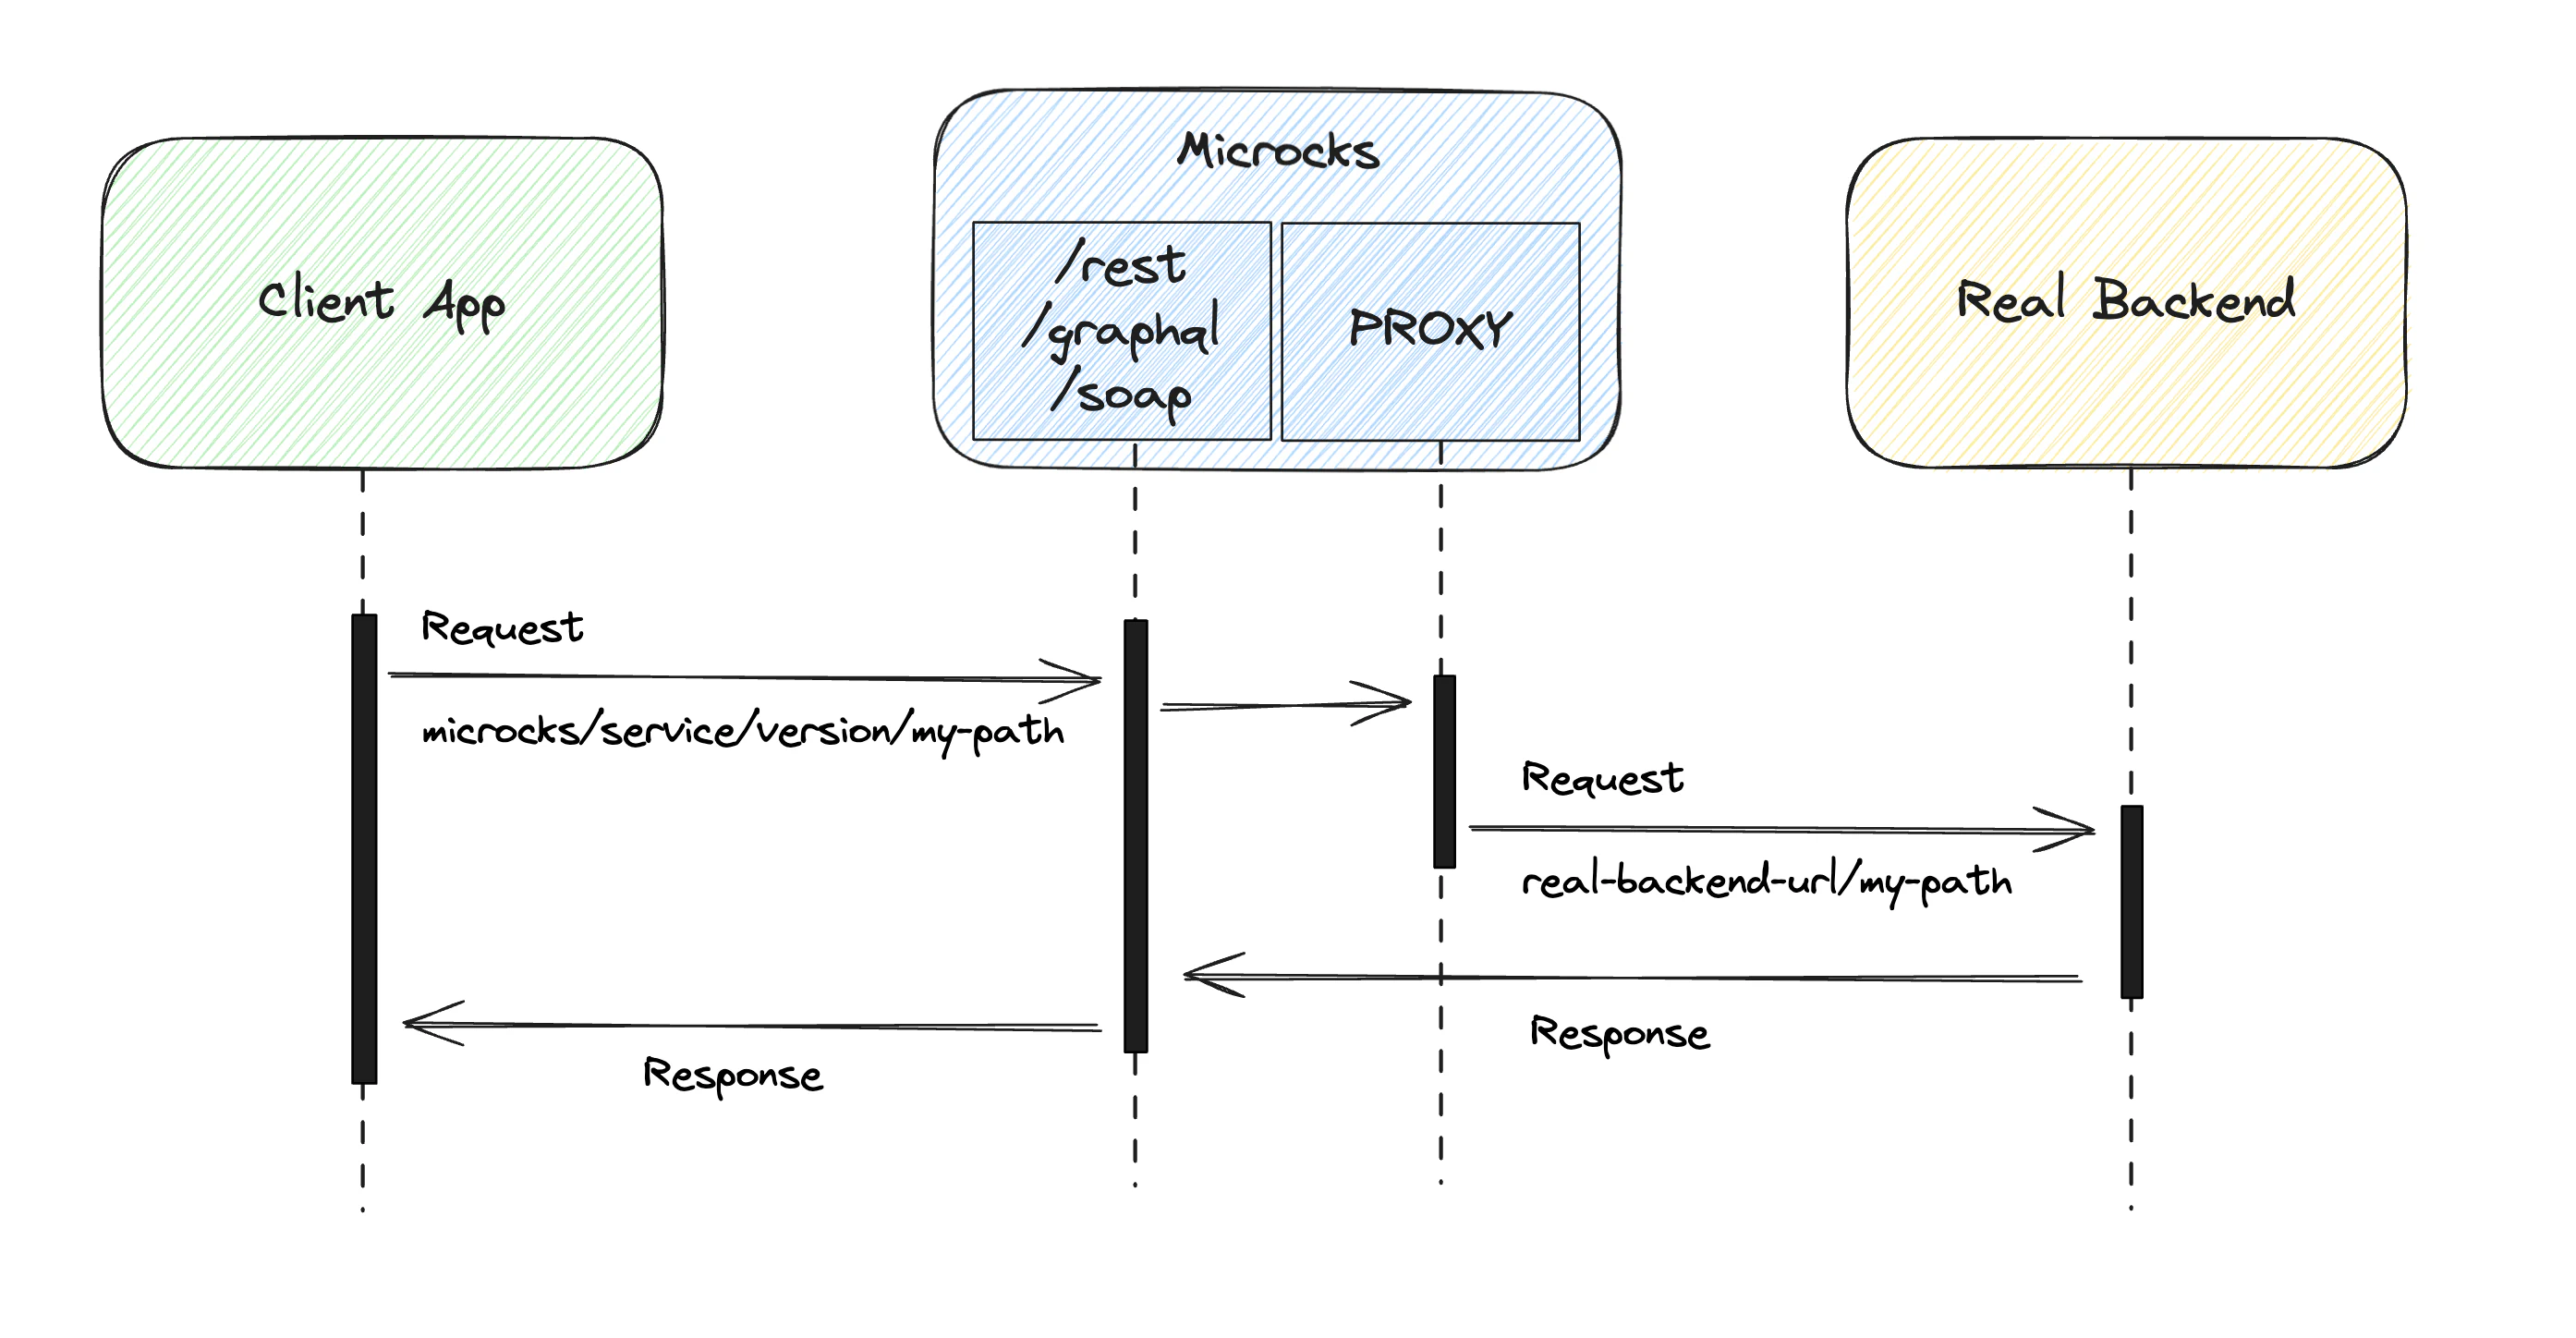 Microcks
Client App
/rest
/graphql
/soap
PROXY
Real Backend
Request
microcks/service/version/my-path
Request
real-backend-url/my-path
Response
Response